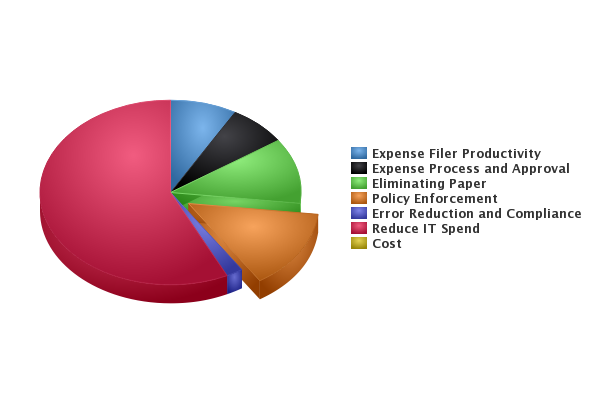 Expense Filer Productivity
Expense Process and Approval
Eliminating Paper
Policy Enforcement
Error Reduction and Compliance
Reduce IT Spend
Cost